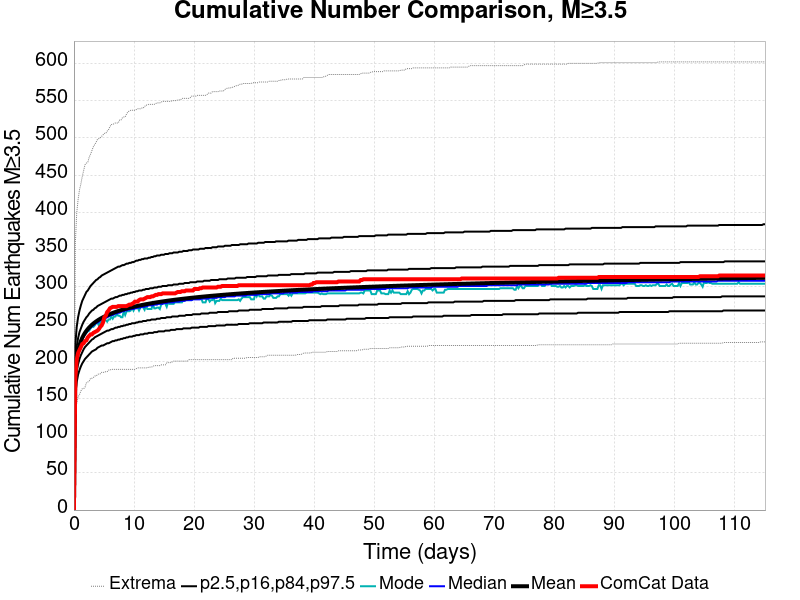 Cumulative Number Comparison, M≥3.5
Cumulative Num Earthquakes M≥3.5
600
550
500
450
400
350
300
250
200
150
100
50
0
0 10 20 30 40 50 60 70 80 90 100 110
Time (days)
Extrema p2.5,p16,p84,p97.5 Mode Median Mean ComCat Data